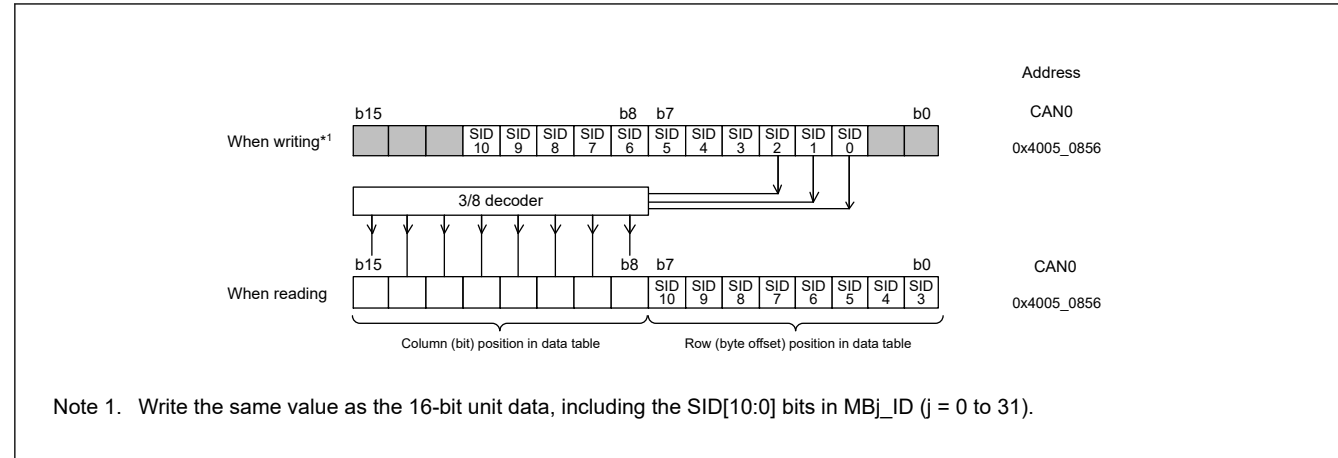 Address
b15 b8 b7 b0 CAN0
When writing*1 SID 10 SID 9 SID 8 SID 7 SID 6 SID 5 SID 4 SID 3 SID 2 SID 1 SID 0 0x4005_0856
3/8 decoder
b15 b8 b7 b0 CAN0
When reading SID 10 SID 9 SID 8 SID 7 SID 6 SID 5 SID 4 SID 3 0x4005_0856
Column (bit) position in data table Row (byte offset) position in data table
Note 1. Write the same value as the 16-bit unit data, including the SID[10:0] bits in MBj_ID (j = 0 to 31).